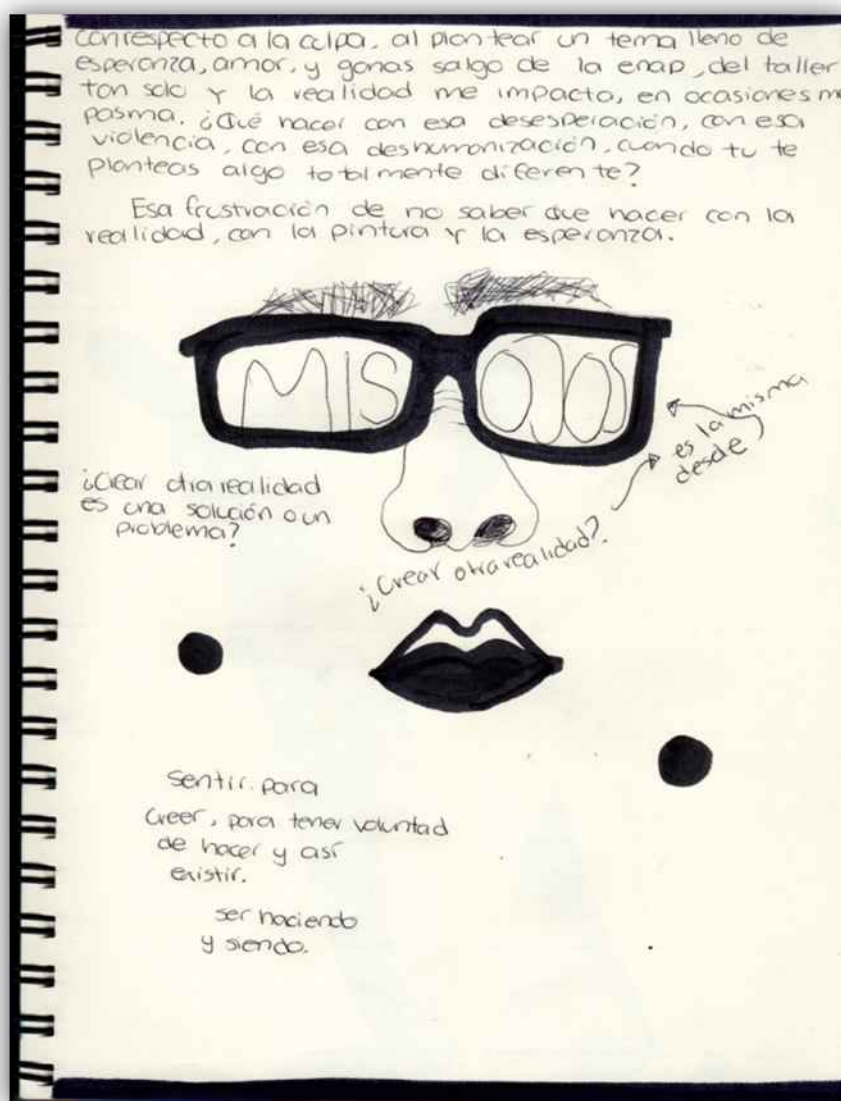 con respecto a la culpa. al plantear un tema lleno de
esperanza, amor, y ganas salgo de la enap, del taller
tan solo y la realidad me impacta, en ocasiones me
pasma. ¿Qué hacer con esa desesperación, con esa
violencia, con esa deshumanización, cuando tu te
planteas algo totalmente diferente?
Esa frustración de no saber que hacer con la
realidad, con la pintura y la esperanza.
MIS OJOS
es la misma
desde
¿Crear otra realidad
es una solución o un
problema?
¿Crear otra realidad?
sentir. para
creer, para tener voluntad
de hacer y así
existir.
ser haciendo
y siendo.